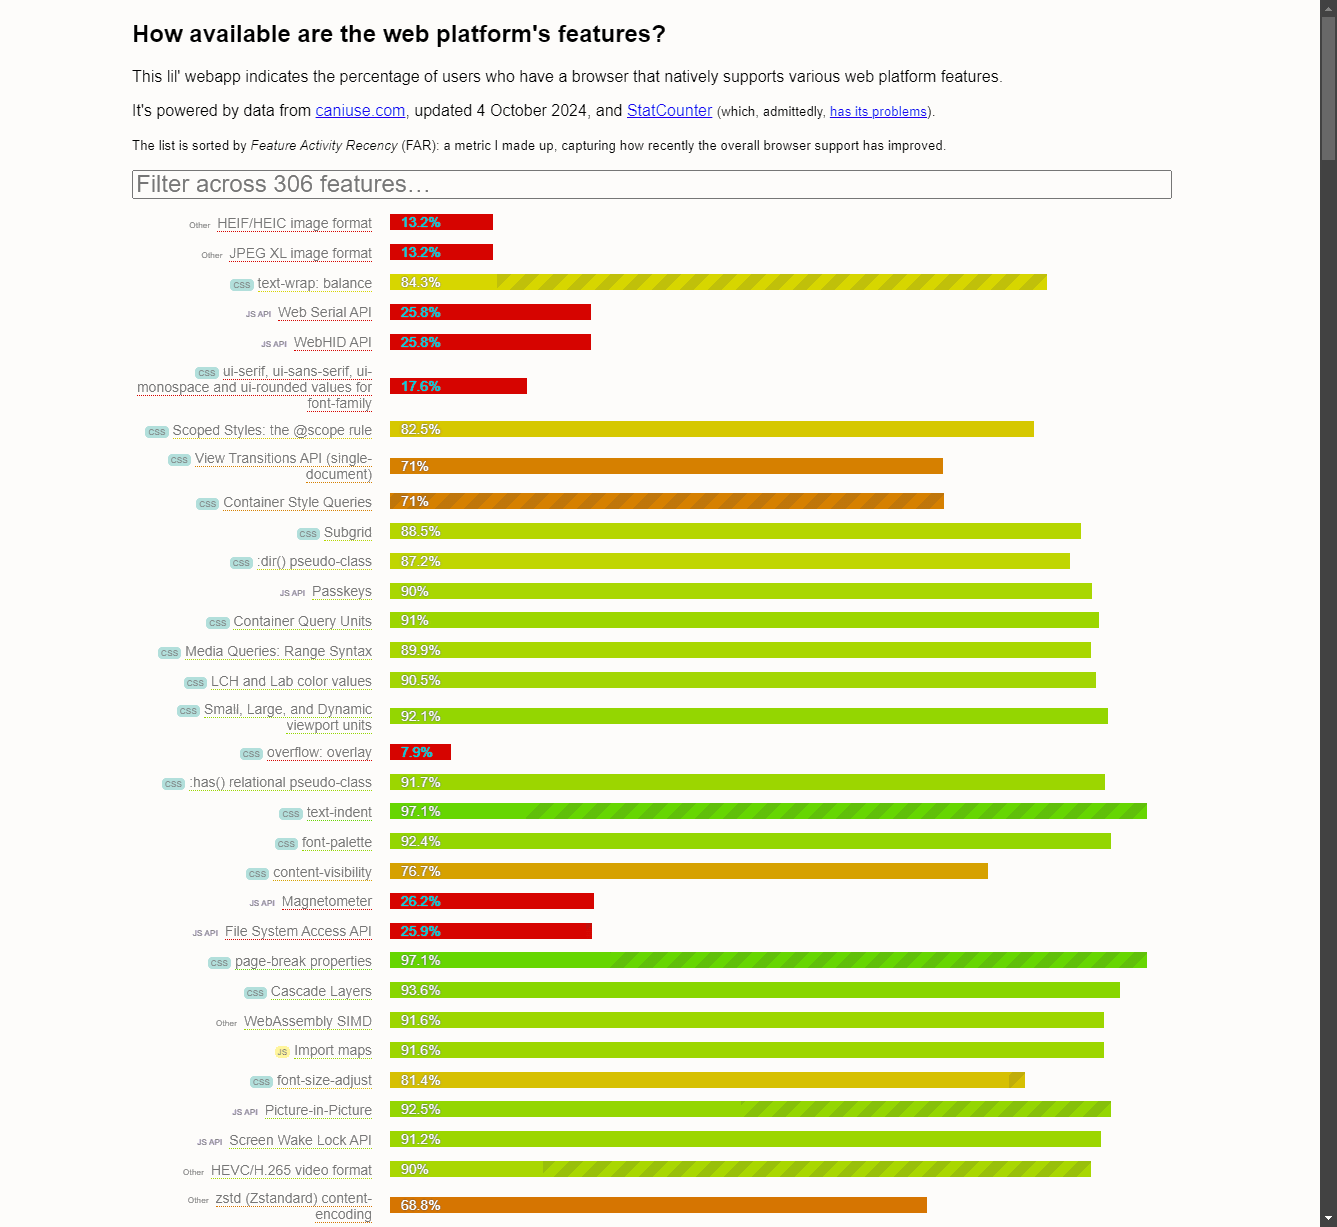 How available are the web platform's features?
This lil' webapp indicates the percentage of users who have a browser that natively supports various web platform features.
It's powered by data from caniuse.com, updated 4 October 2024, and StatCounter (which, admittedly, has its problems).
The list is sorted by Feature Activity Recency (FAR): a metric I made up, capturing how recently the overall browser support has improved.
Filter across 306 features…
Other HEIF/HEIC image format 13.2%
Other JPEG XL image format 13.2%
CSS text-wrap: balance 84.3%
JS API Web Serial API 25.8%
JS API WebHID API 25.8%
CSS ui-serif, ui-sans-serif, ui-
monospace and ui-rounded values for 17.6%
font-family
CSS Scoped Styles: the @scope rule 82.5%
CSS View Transitions API (single-
document) 71%
CSS Container Style Queries 71%
CSS Subgrid 88.5%
CSS :dir() pseudo-class 87.2%
JS API Passkeys 90%
CSS Container Query Units 91%
CSS Media Queries: Range Syntax 89.9%
CSS LCH and Lab color values 90.5%
CSS Small, Large, and Dynamic
viewport units 92.1%
CSS overflow: overlay 7.9%
CSS :has() relational pseudo-class 91.7%
CSS text-indent 97.1%
CSS font-palette 92.4%
CSS content-visibility 76.7%
JS API Magnetometer 26.2%
JS API File System Access API 25.9%
CSS page-break properties 97.1%
CSS Cascade Layers 93.6%
Other WebAssembly SIMD 91.6%
JS Import maps 91.6%
CSS font-size-adjust 81.4%
JS API Picture-in-Picture 92.5%
JS API Screen Wake Lock API 91.2%
Other HEVC/H.265 video format 90%
Other zstd (Zstandard) content-
encoding 68.8%